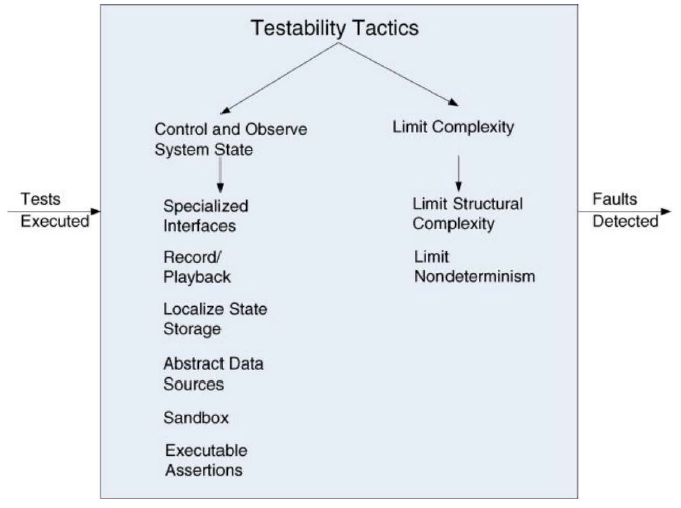 Testability Tactics
Control and Observe
System State
Limit Complexity
Tests
Executed
Specialized
Interfaces
Record/
Playback
Localize State
Storage
Abstract Data
Sources
Sandbox
Executable
Assertions
Limit Structural
Complexity
Limit
Nondeterminism
Faults
Detected